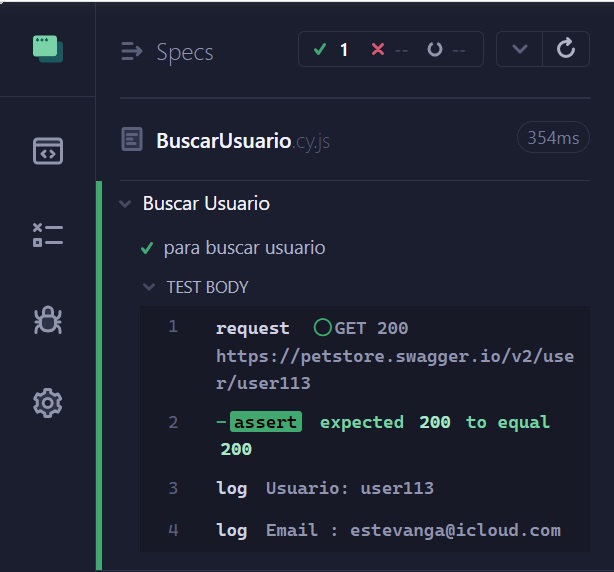 Specs
1 -- --
BuscarUsuario.cy.js
354ms
Buscar Usuario
para buscar usuario
TEST BODY
1 request GET 200
https://petstore.swagger.io/v2/use
r/user113
2 -assert expected 200 to equal
200
3 log Usuario: user113
4 log Email : estevanga@icloud.com